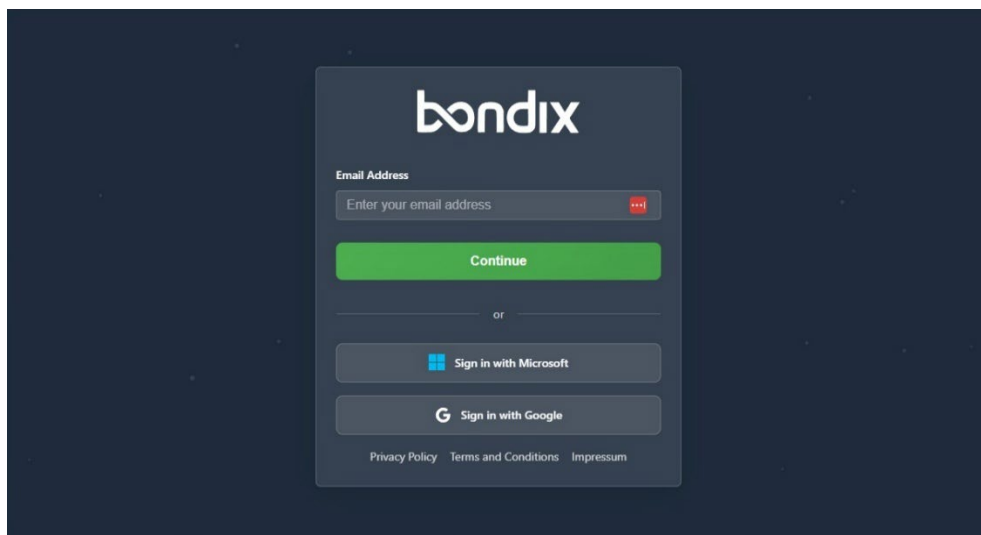 bondix
Email Address
Enter your email address
Continue
or
Sign in with Microsoft
G Sign in with Google
Privacy Policy Terms and Conditions Impressum